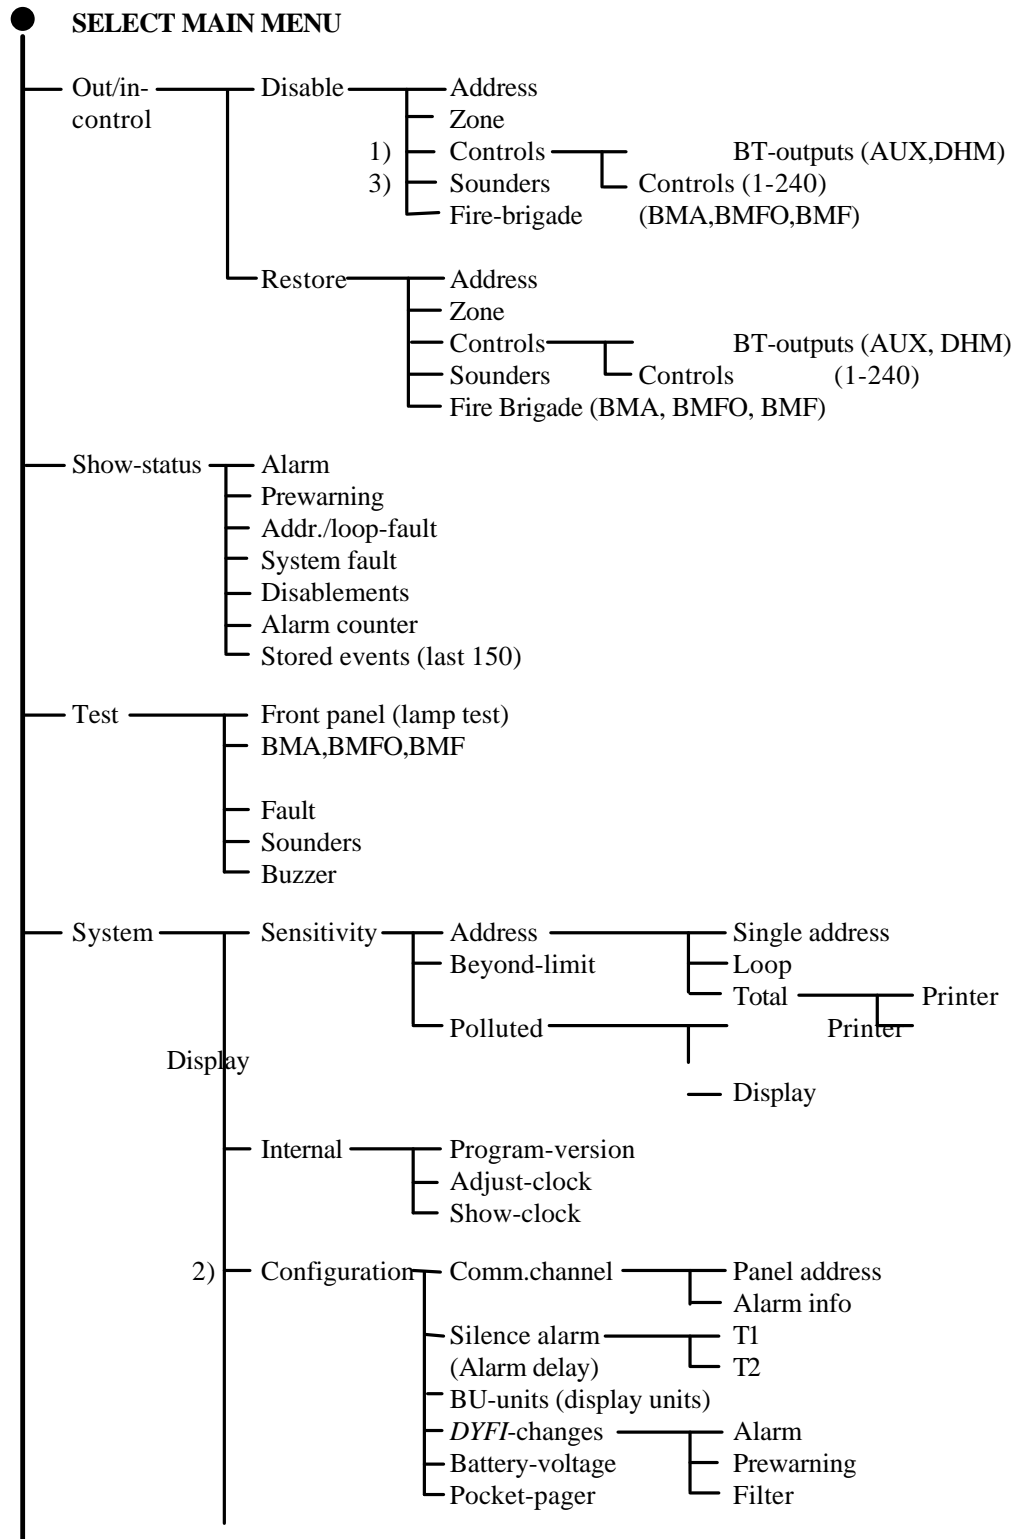 SELECT MAIN MENU
Out/in- Disable Address
control Zone
1) Controls BT-outputs (AUX,DHM)
3) Sounders Controls (1-240)
Fire-brigade (BMA,BMFO,BMF)
Restore Address
Zone
Controls BT-outputs (AUX, DHM)
Sounders Controls (1-240)
Fire Brigade (BMA, BMFO, BMF)
Show-status Alarm
Prewarning
Addr./loop-fault
System fault
Disablements
Alarm counter
Stored events (last 150)
Test Front panel (lamp test)
BMA,BMFO,BMF
Fault
Sounders
Buzzer
System Sensitivity Address Single address
Beyond-limit Loop
Total Printer
Polluted Printer
Display
Display
Internal Program-version
Adjust-clock
Show-clock
2) Configuration Comm.channel Panel address
Alarm info
Silence alarm T1
(Alarm delay) T2
BU-units (display units)
DYFI-changes Alarm
Battery-voltage Prewarning
Pocket-pager Filter